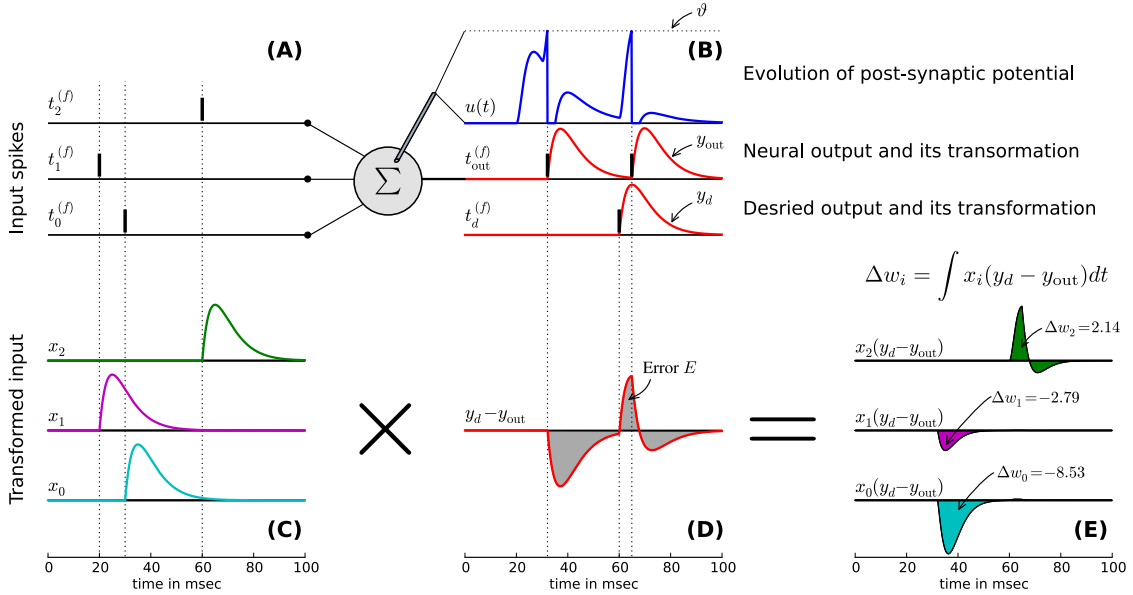 (A)
ϑ
(B)
Evolution of post-synaptic potential
t_2^{(f)}
u(t)
Input spikes
t_1^{(f)}
Σ
t_out^{(f)}
y_out
Neural output and its transormation
t_0^{(f)}
t_d^{(f)}
y_d
Desried output and its transformation
Δw_i = ∫ x_i(y_d − y_out)dt
Transformed input
x_2
x_2(y_d−y_out)
Δw_2=2.14
x_1
×
y_d−y_out
Error E
=
x_1(y_d−y_out)
Δw_1=−2.79
x_0
x_0(y_d−y_out)
Δw_0=−8.53
(C)
(D)
(E)
0 20 40 60 80 100
time in msec
0 20 40 60 80 100
time in msec
0 20 40 60 80 100
time in msec